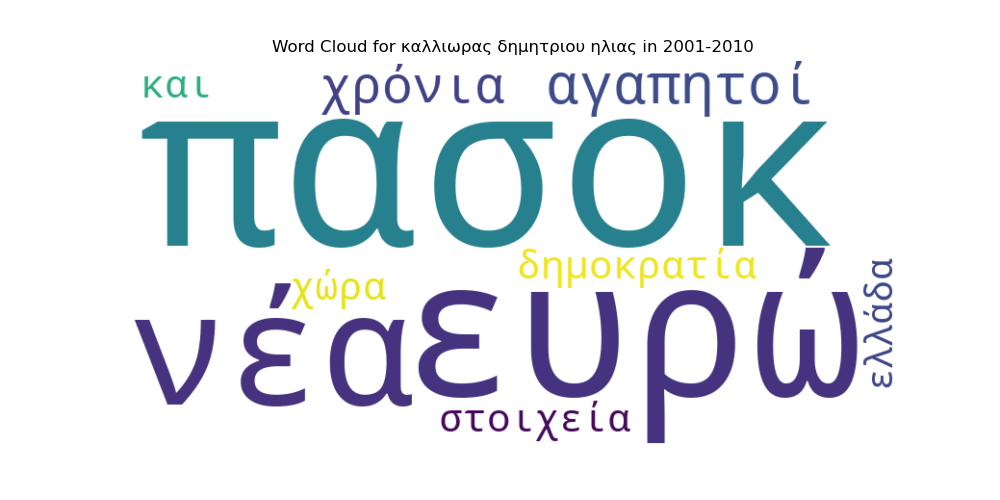 Word Cloud for καλλιωρας δημητριου ηλιας in 2001-2010
και χρόνια αγαπητοί
πασοκ
δημοκρατία
χώρα
νέα ευρώ
ελλάδα
στοιχεία